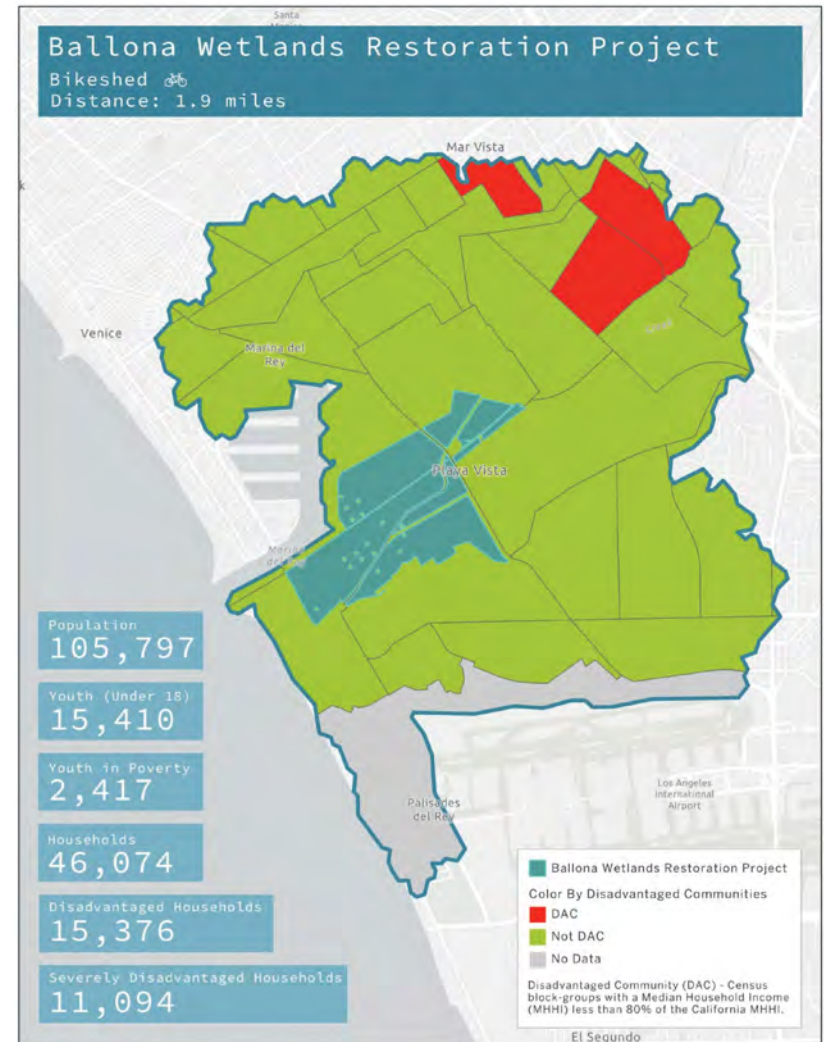 Santa
Ballona Wetlands Restoration Project
Bikeshed
Distance: 1.9 miles
Mar Vista
Venice
Marina del
Rey
Playa Vista
Marina
del Rey
Population
105,797
Youth (Under 18)
15,410
Youth in Poverty
2,417
Households
46,074
Disadvantaged Households
15,376
Severely Disadvantaged Households
11,094
Los Angeles
International
Airport
Palisades
del Rey
Ballona Wetlands Restoration Project
Color By Disadvantaged Communities
DAC
Not DAC
No Data
Disadvantaged Community (DAC) - Census
block-groups with a Median Household Income
(MHHI) less than 80% of the California MHHI.
El Segundo